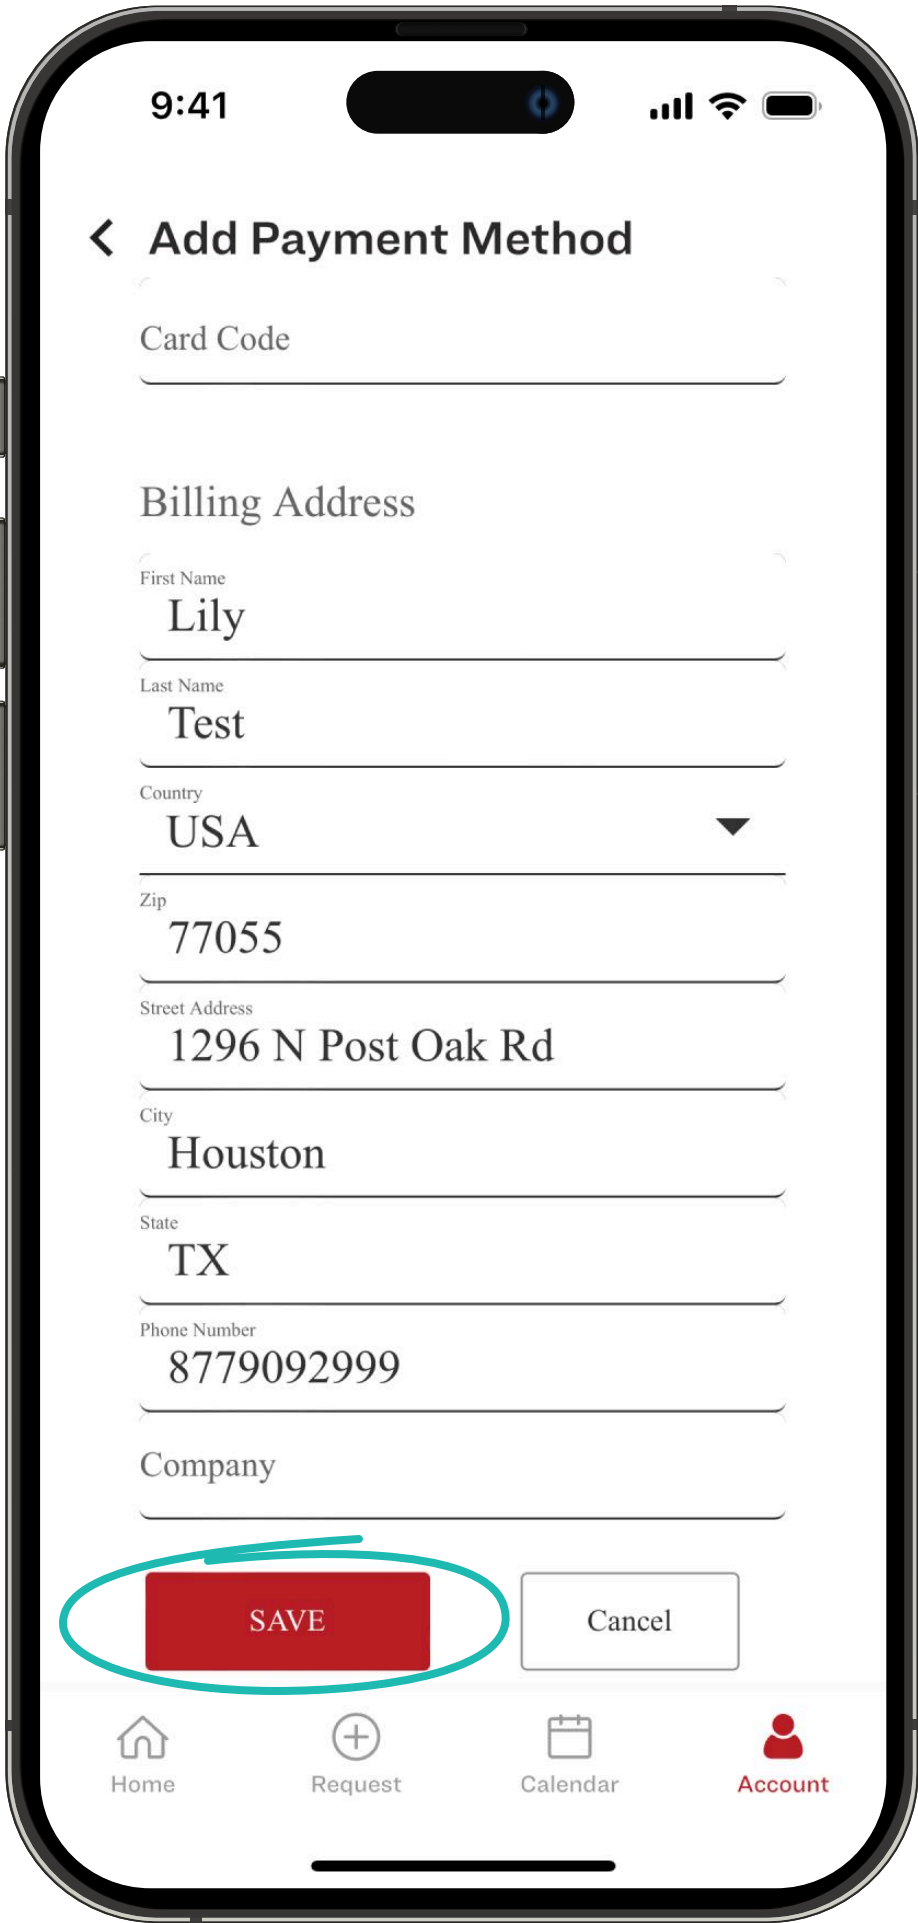 9:41
Add Payment Method
Card Code
Billing Address
First Name
Lily
Last Name
Test
Country
USA
Zip
77055
Street Address
1296 N Post Oak Rd
City
Houston
State
TX
Phone Number
8779092999
Company
SAVE Cancel
Home Request Calendar Account